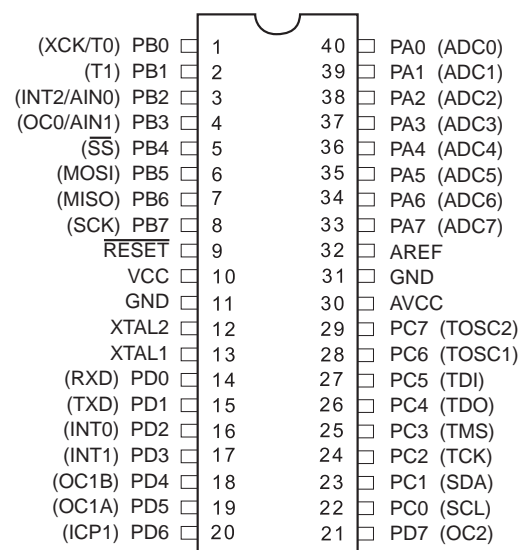 (XCK/T0) PB0 1 40 PA0 (ADC0)
(T1) PB1 2 39 PA1 (ADC1)
(INT2/AIN0) PB2 3 38 PA2 (ADC2)
(OC0/AIN1) PB3 4 37 PA3 (ADC3)
(S̅S̅) PB4 5 36 PA4 (ADC4)
(MOSI) PB5 6 35 PA5 (ADC5)
(MISO) PB6 7 34 PA6 (ADC6)
(SCK) PB7 8 33 PA7 (ADC7)
R̅E̅S̅E̅T̅ 9 32 AREF
VCC 10 31 GND
GND 11 30 AVCC
XTAL2 12 29 PC7 (TOSC2)
XTAL1 13 28 PC6 (TOSC1)
(RXD) PD0 14 27 PC5 (TDI)
(TXD) PD1 15 26 PC4 (TDO)
(INT0) PD2 16 25 PC3 (TMS)
(INT1) PD3 17 24 PC2 (TCK)
(OC1B) PD4 18 23 PC1 (SDA)
(OC1A) PD5 19 22 PC0 (SCL)
(ICP1) PD6 20 21 PD7 (OC2)